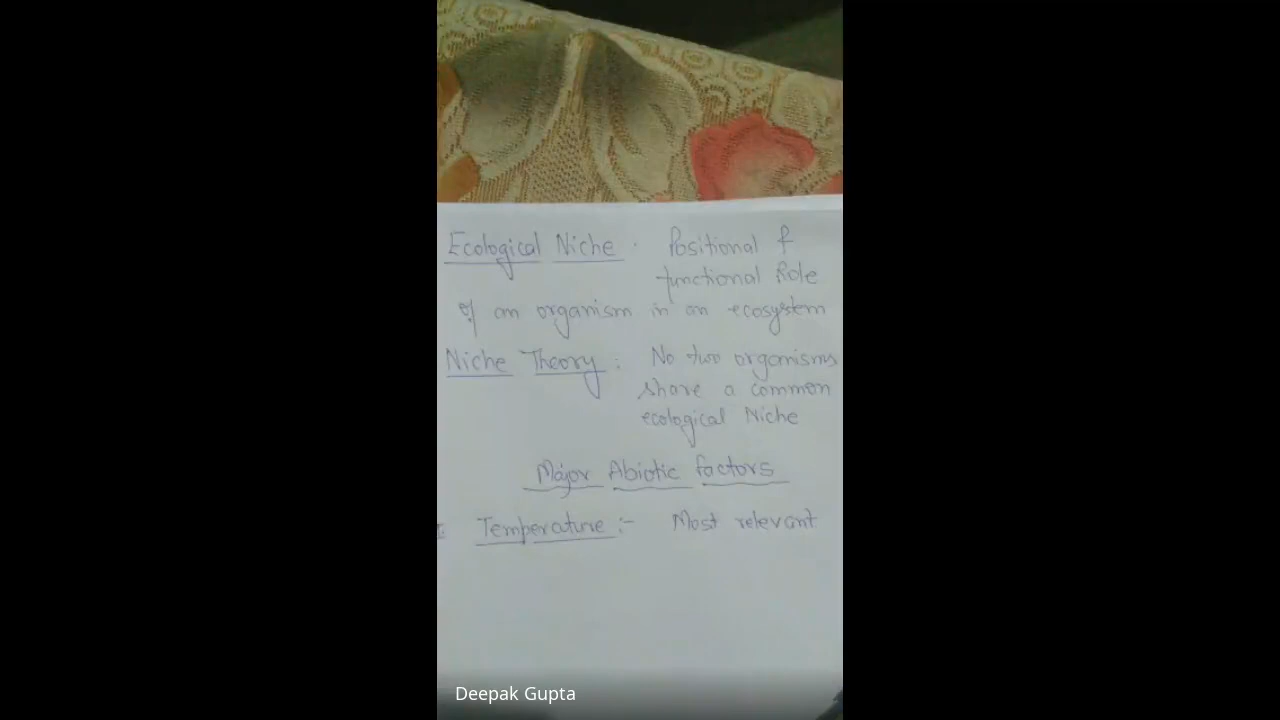 Ecological Niche : Positional &
functional Role
of an organism in an ecosystem
Niche Theory : No two organisms
share a common
ecological Niche
Major Abiotic factors
I. Temperature :- Most relevant
Deepak Gupta